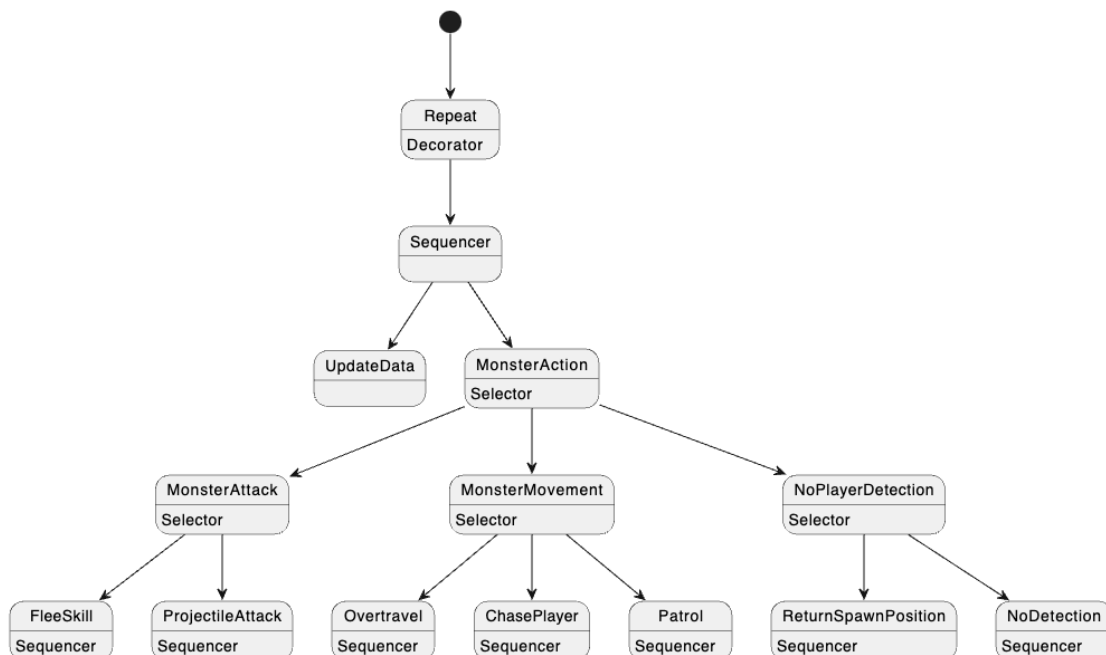 Repeat
Decorator
Sequencer
UpdateData
MonsterAction
Selector
MonsterAttack
Selector
MonsterMovement
Selector
NoPlayerDetection
Selector
FleeSkill
Sequencer
ProjectileAttack
Sequencer
Overtravel
Sequencer
ChasePlayer
Sequencer
Patrol
Sequencer
ReturnSpawnPosition
Sequencer
NoDetection
Sequencer